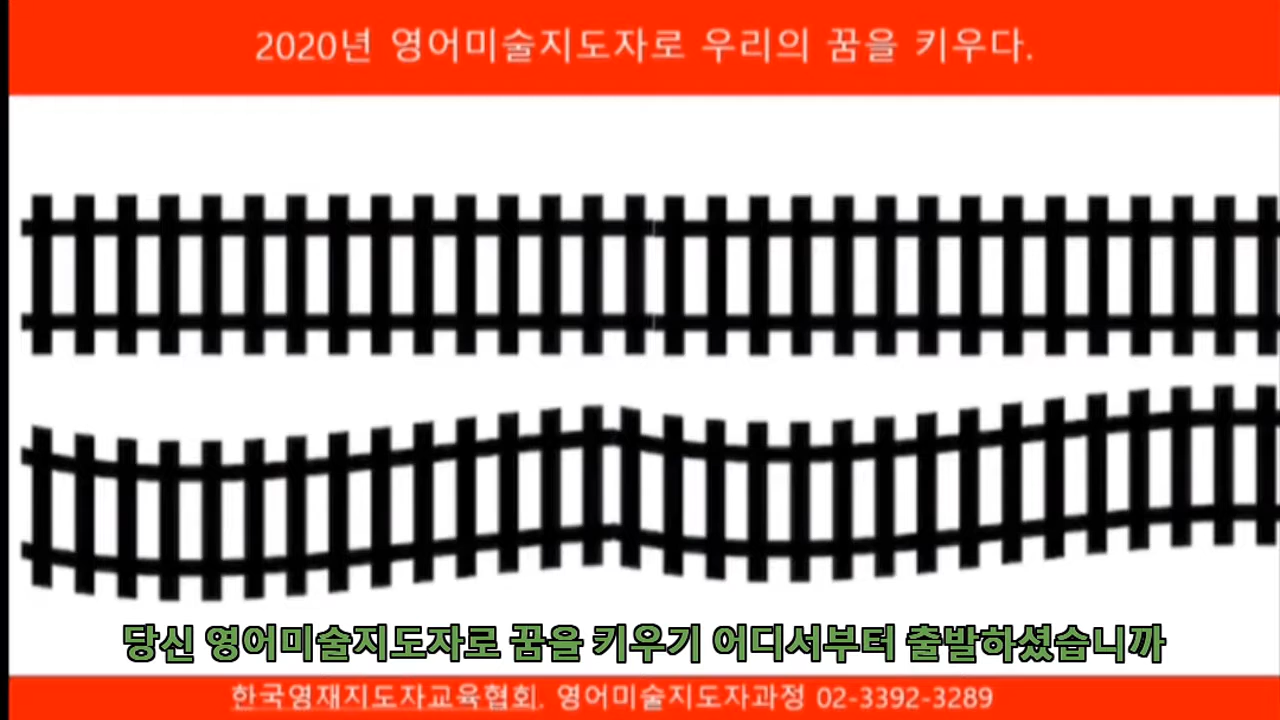 2020년 영어미술지도자로 우리의 꿈을 키우다.
당신 영어미술지도자로 꿈을 키우기 어디서부터 출발하셨습니까
한국영재지도자교육협회. 영어미술지도자과정 02-3392-3289